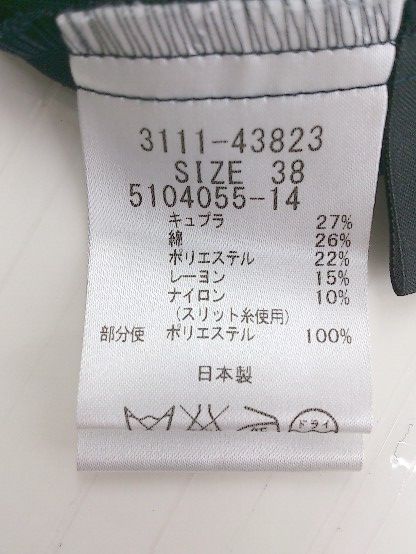 3111-43823
SIZE 38
5104055-14
キュプラ 27%
綿 26%
ポリエステル 22%
レーヨン 15%
ナイロン 10%
(スリット糸使用)
部分使 ポリエステル 100%
日本製
ドライ